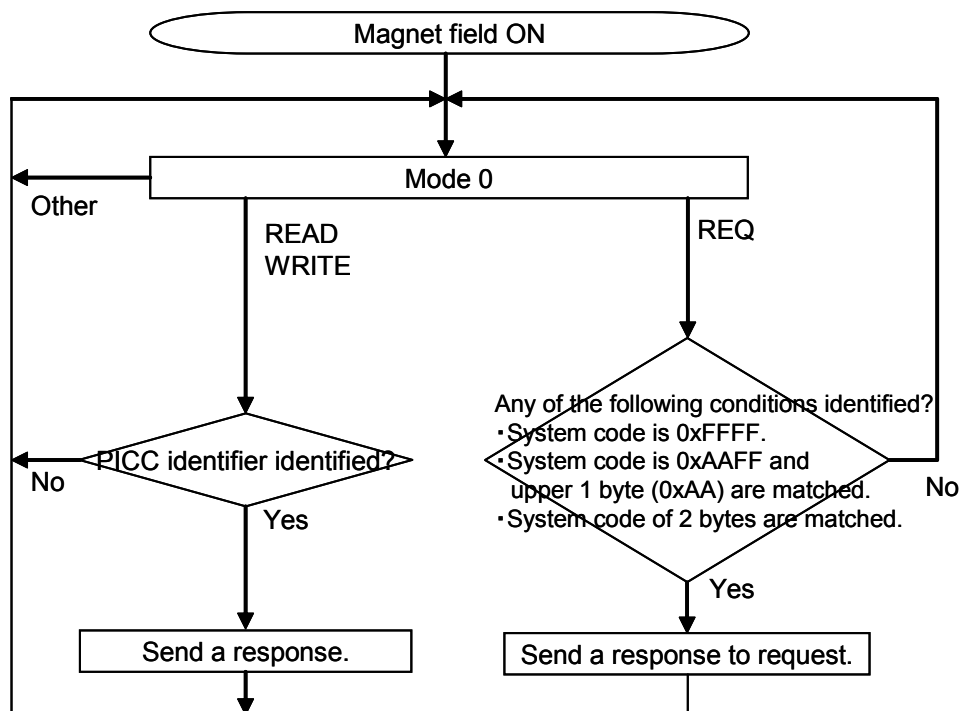 Magnet field ON
Mode 0
Other
READ
WRITE
REQ
Any of the following conditions identified?
・System code is 0xFFFF.
・System code is 0xAAFF and
upper 1 byte (0xAA) are matched.
・System code of 2 bytes are matched.
PICC identifier identified?
No
No
Yes
Yes
Send a response.
Send a response to request.